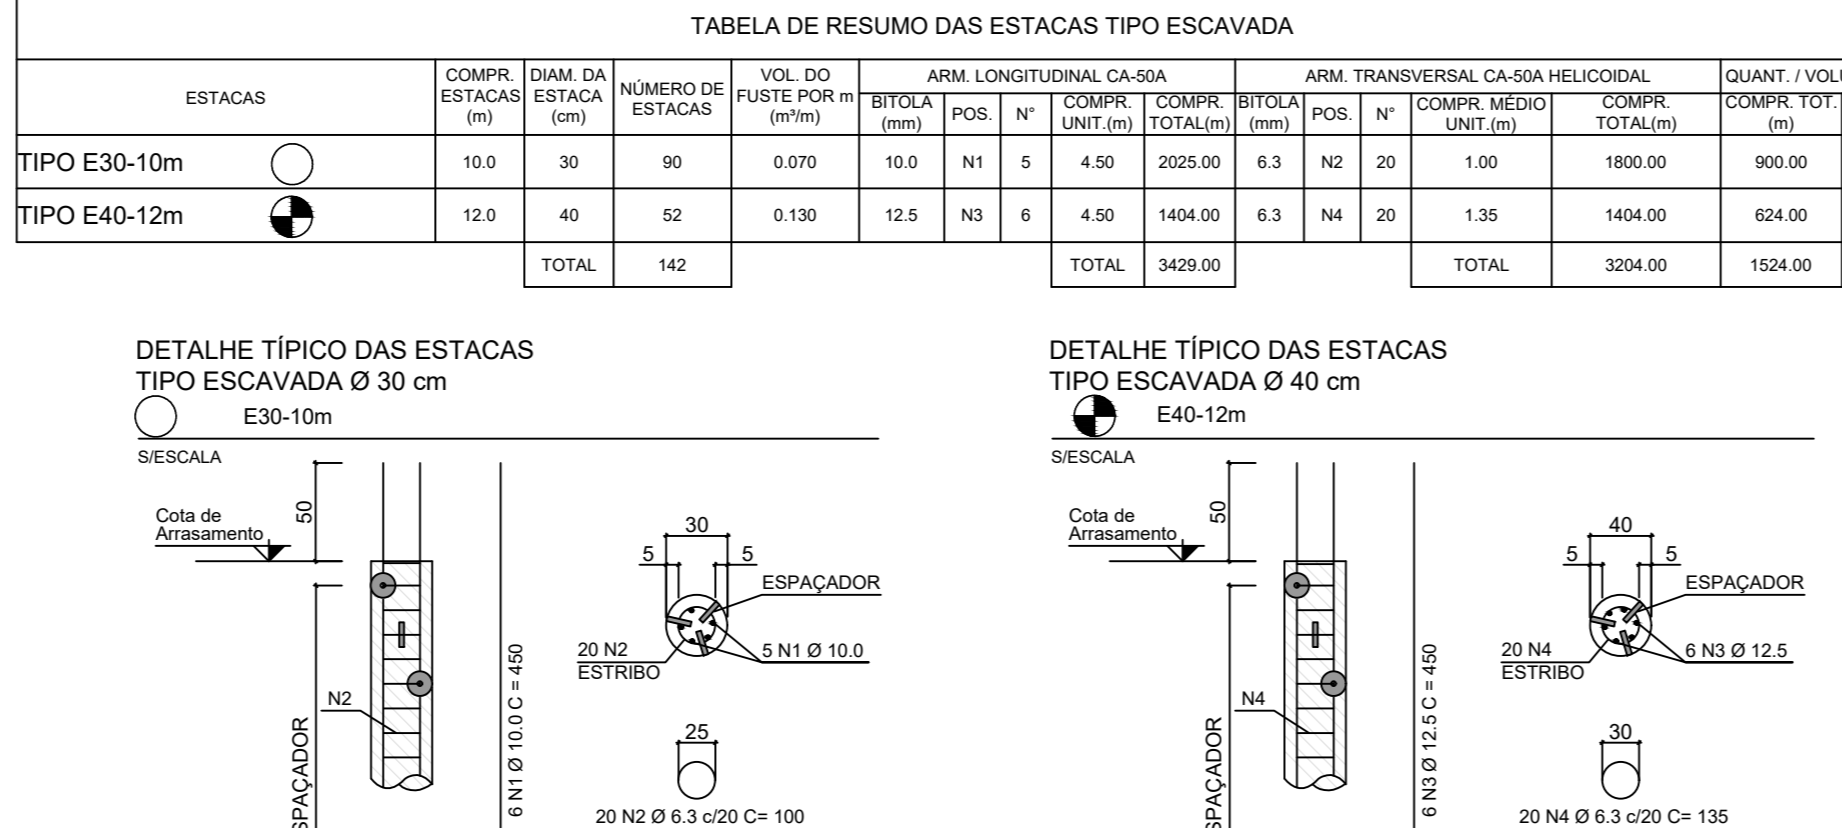 TABELA DE RESUMO DAS ESTACAS TIPO ESCAVADA
ESTACAS
COMPR. ESTACAS (m)
DIAM. DA ESTACA (cm)
NÚMERO DE ESTACAS
VOL. DO FUSTE POR m (m³/m)
ARM. LONGITUDINAL CA-50A
ARM. TRANSVERSAL CA-50A HELICOIDAL
QUANT. / VOLU
BITOLA (mm) POS. N° COMPR. UNIT.(m) COMPR. TOTAL(m) BITOLA (mm) POS. N° COMPR. MÉDIO UNIT.(m) COMPR. TOTAL(m) COMPR. TOT. (m)
TIPO E30-10m 10.0 30 90 0.070 10.0 N1 5 4.50 2025.00 6.3 N2 20 1.00 1800.00 900.00
TIPO E40-12m 12.0 40 52 0.130 12.5 N3 6 4.50 1404.00 6.3 N4 20 1.35 1404.00 624.00
TOTAL 142 TOTAL 3429.00 TOTAL 3204.00 1524.00
DETALHE TÍPICO DAS ESTACAS
TIPO ESCAVADA Ø 30 cm
E30-10m
S/ESCALA
50
Cota de
Arrasamento
30
5 5
ESPAÇADOR
20 N2
ESTRIBO
5 N1 Ø 10.0
N2
6 N1 Ø 10.0 C = 450
25
20 N2 Ø 6.3 c/20 C= 100
DETALHE TÍPICO DAS ESTACAS
TIPO ESCAVADA Ø 40 cm
E40-12m
S/ESCALA
50
Cota de
Arrasamento
40
5 5
ESPAÇADOR
20 N4
ESTRIBO
6 N3 Ø 12.5
N4
6 N3 Ø 12.5 C = 450
30
20 N4 Ø 6.3 c/20 C= 135